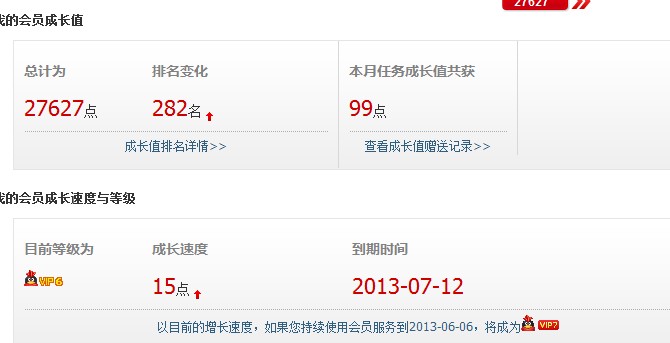 27627
我的会员成长值
总计为 排名变化 本月任务成长值共获
27627点 282名 99点
成长值排名详情>> 查看成长值赠送记录>>
我的会员成长速度与等级
目前等级为 成长速度 到期时间
VIP6 15点 2013-07-12
以目前的增长速度，如果您持续使用会员服务到2013-06-06，将成为 VIP7